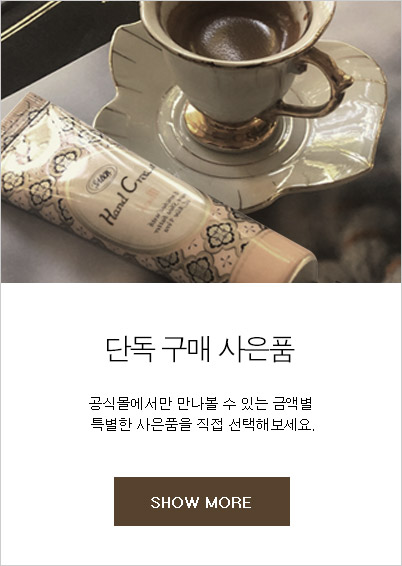 SABON
Hand Cream
단독 구매 사은품
공식몰에서만 만나볼 수 있는 금액별
특별한 사은품을 직접 선택해보세요.
SHOW MORE